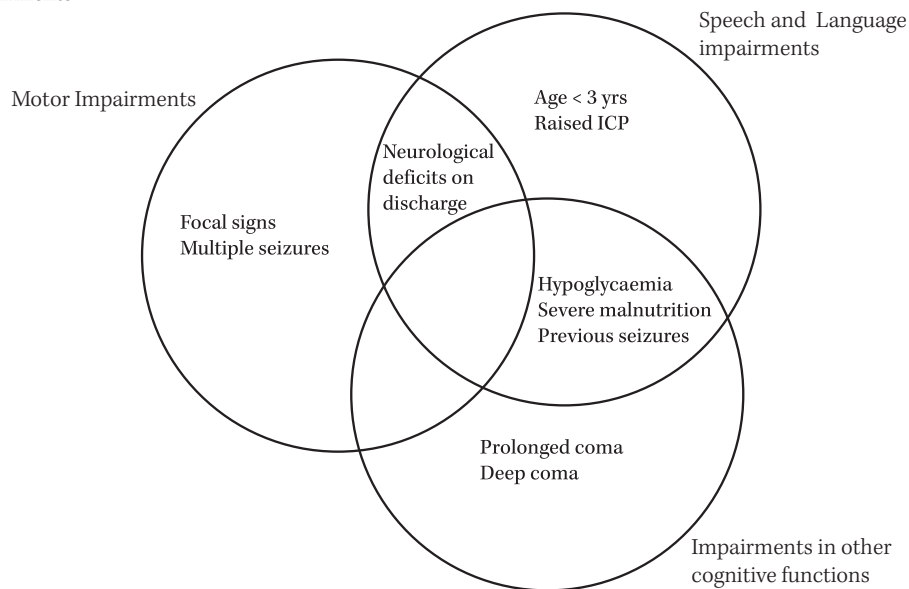 Speech and Language
impairments
Motor Impairments
Age < 3 yrs
Raised ICP
Neurological
deficits on
discharge
Focal signs
Multiple seizures
Hypoglycaemia
Severe malnutrition
Previous seizures
Prolonged coma
Deep coma
Impairments in other
cognitive functions